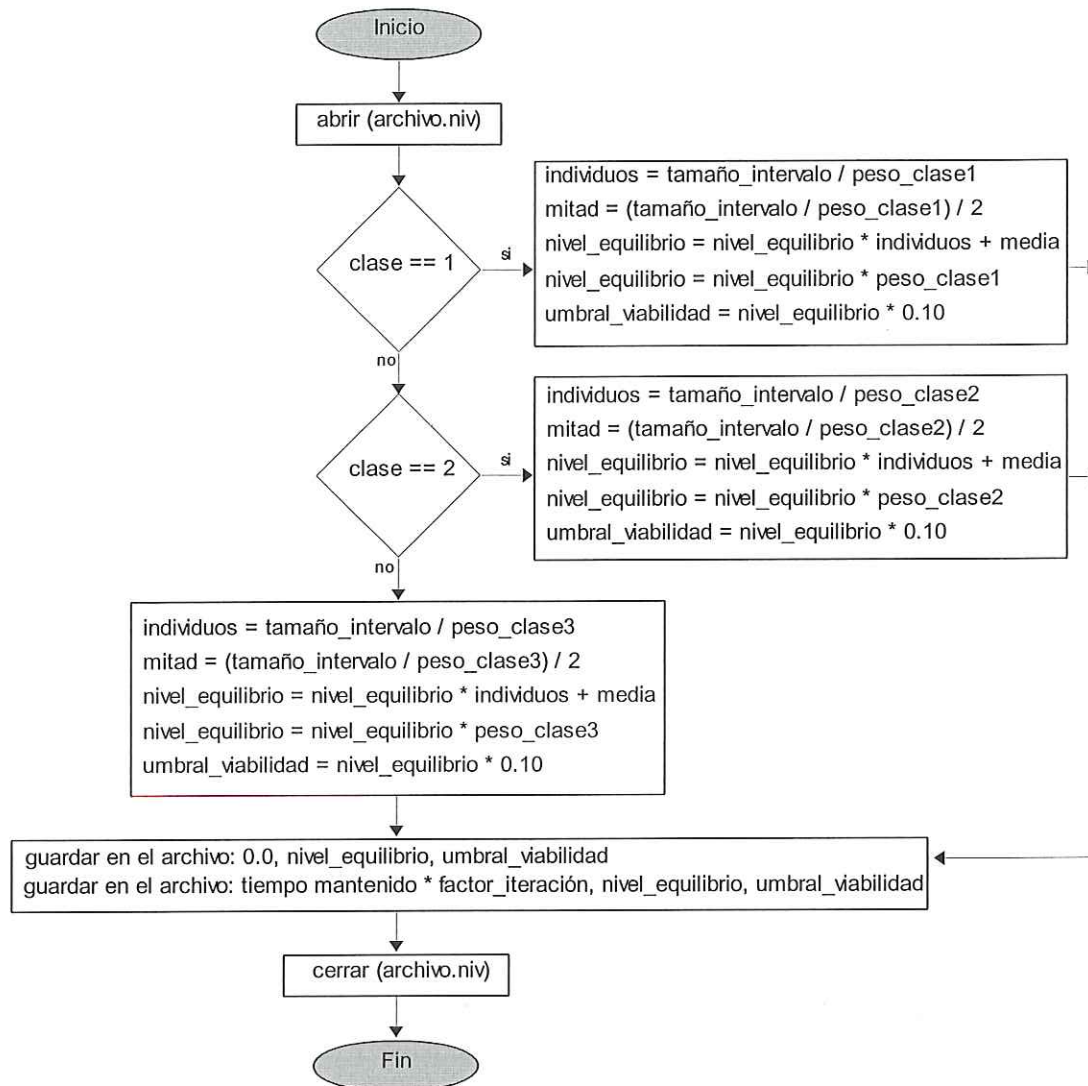 Inicio
abrir (archivo.niv)
clase == 1
si
individuos = tamaño_intervalo / peso_clase1
mitad = (tamaño_intervalo / peso_clase1) / 2
nivel_equilibrio = nivel_equilibrio * individuos + media
nivel_equilibrio = nivel_equilibrio * peso_clase1
umbral_viabilidad = nivel_equilibrio * 0.10
no
clase == 2
si
individuos = tamaño_intervalo / peso_clase2
mitad = (tamaño_intervalo / peso_clase2) / 2
nivel_equilibrio = nivel_equilibrio * individuos + media
nivel_equilibrio = nivel_equilibrio * peso_clase2
umbral_viabilidad = nivel_equilibrio * 0.10
no
individuos = tamaño_intervalo / peso_clase3
mitad = (tamaño_intervalo / peso_clase3) / 2
nivel_equilibrio = nivel_equilibrio * individuos + media
nivel_equilibrio = nivel_equilibrio * peso_clase3
umbral_viabilidad = nivel_equilibrio * 0.10
guardar en el archivo: 0.0, nivel_equilibrio, umbral_viabilidad
guardar en el archivo: tiempo mantenido * factor_iteración, nivel_equilibrio, umbral_viabilidad
cerrar (archivo.niv)
Fin